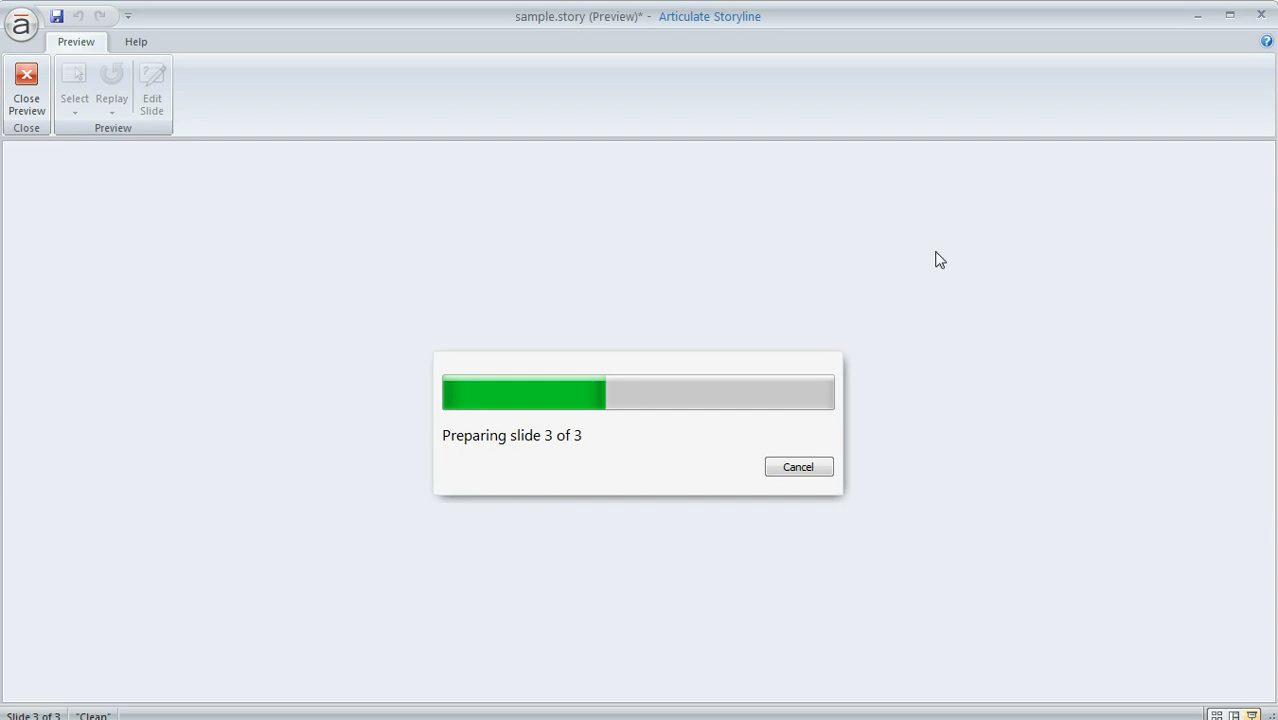 sample.story (Preview)* - Articulate Storyline
Preview Help
Close Preview
Select
Replay
Edit Slide
Close
Preview
Preparing slide 3 of 3
Cancel
Slide 3 of 3 "Clean"